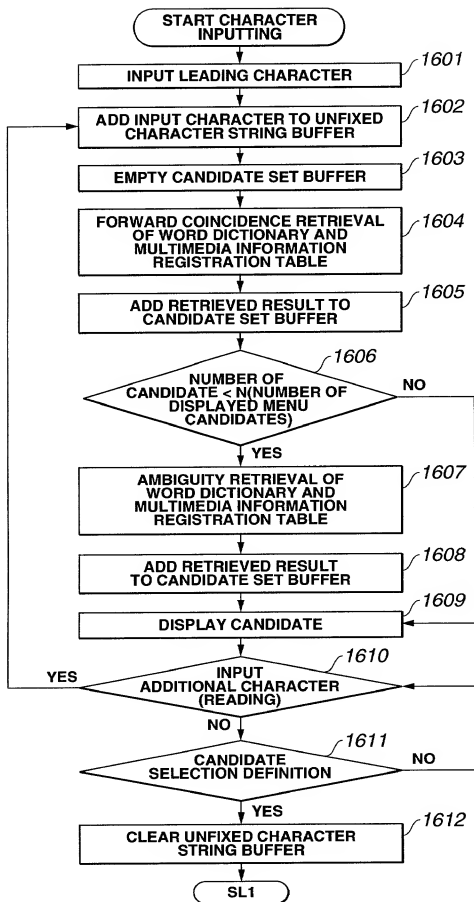 START CHARACTER
INPUTTING
1601
INPUT LEADING CHARACTER
1602
ADD INPUT CHARACTER TO UNFIXED
CHARACTER STRING BUFFER
1603
EMPTY CANDIDATE SET BUFFER
1604
FORWARD COINCIDENCE RETRIEVAL
OF WORD DICTIONARY AND
MULTIMEDIA INFORMATION
REGISTRATION TABLE
1605
ADD RETRIEVED RESULT TO
CANDIDATE SET BUFFER
1606
NUMBER OF
CANDIDATE < N(NUMBER OF
DISPLAYED MENU
CANDIDATES)
NO
YES
1607
AMBIGUITY RETRIEVAL OF
WORD DICTIONARY AND
MULTIMEDIA INFORMATION
REGISTRATION TABLE
1608
ADD RETRIEVED RESULT
TO CANDIDATE SET BUFFER
1609
DISPLAY CANDIDATE
1610
YES
INPUT
ADDITIONAL CHARACTER
(READING)
NO
1611
CANDIDATE
SELECTION DEFINITION
NO
YES
1612
CLEAR UNFIXED CHARACTER
STRING BUFFER
SL1